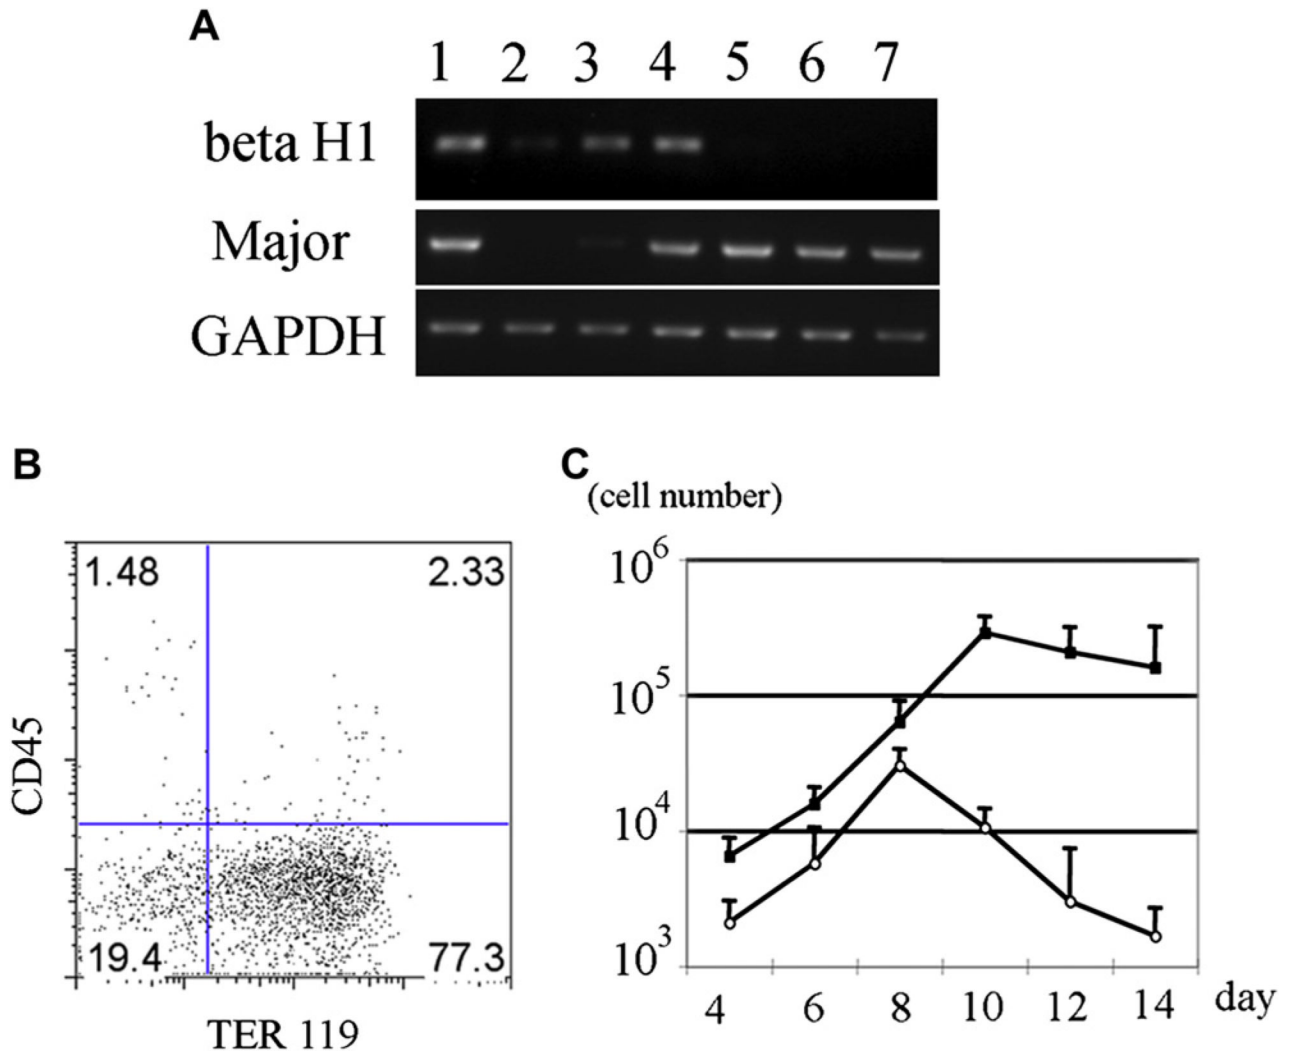 A
1 2 3 4 5 6 7
beta H1
Major
GAPDH
B
1.48 2.33
19.4 77.3
CD45
TER 119
C
(cell number)
10^6
10^5
10^4
10^3
4 6 8 10 12 14 day